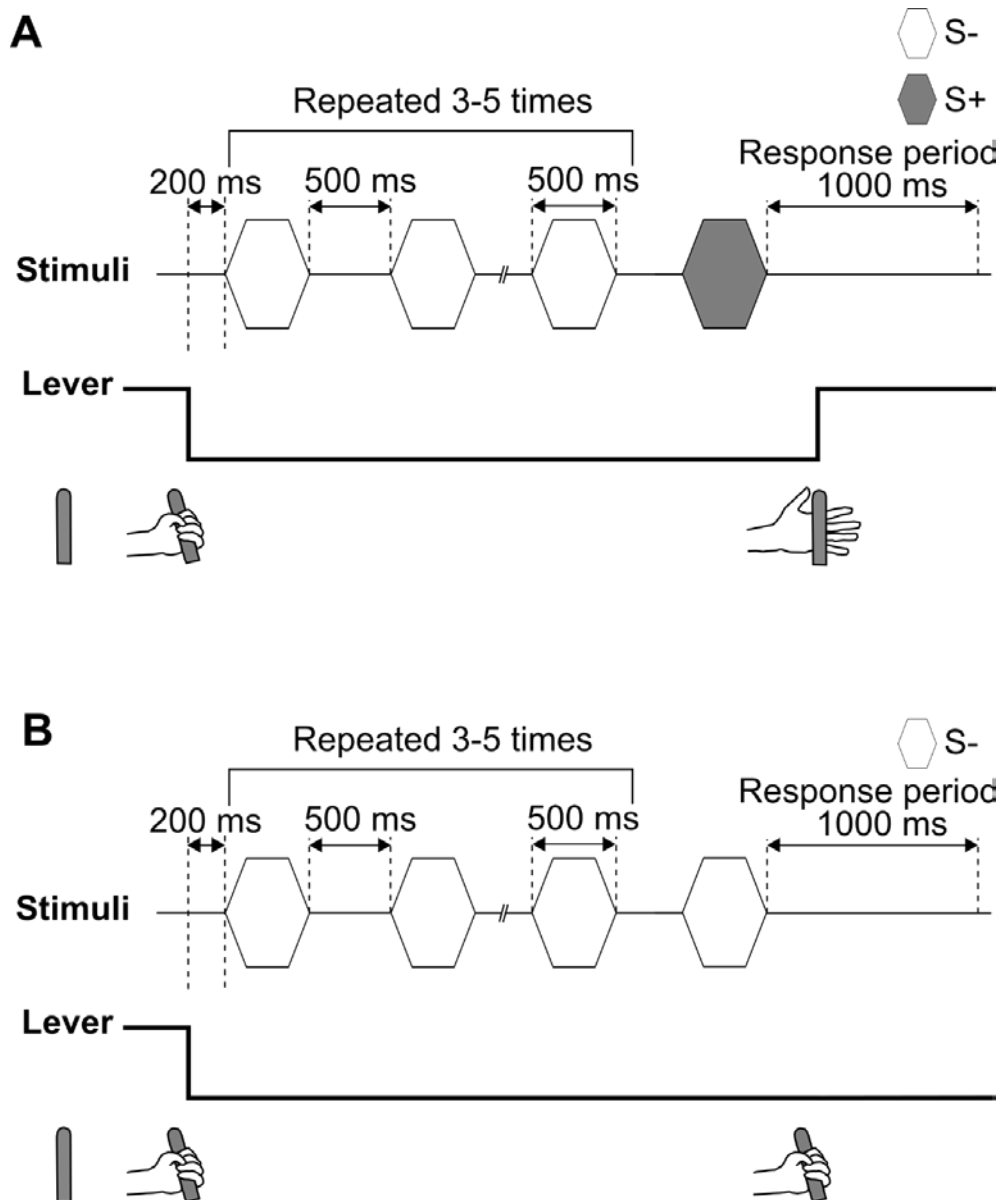 A
S-
S+
Repeated 3-5 times
Response period
200 ms
500 ms
500 ms
1000 ms
Stimuli
Lever
B
S-
Repeated 3-5 times
Response period
200 ms
500 ms
500 ms
1000 ms
Stimuli
Lever